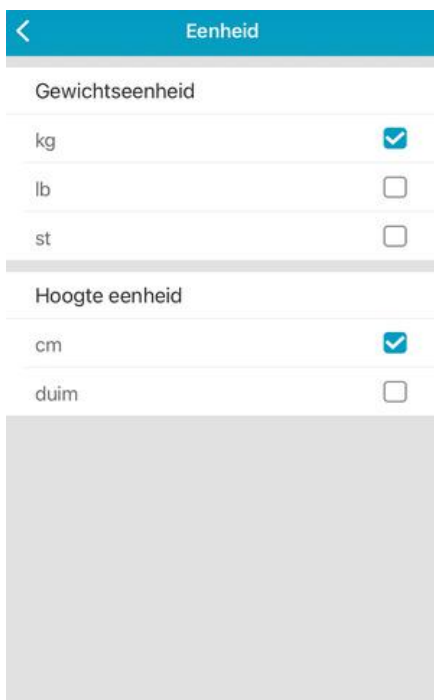 Eenheid
Gewichtseenheid
kg
lb
st
Hoogte eenheid
cm
duim